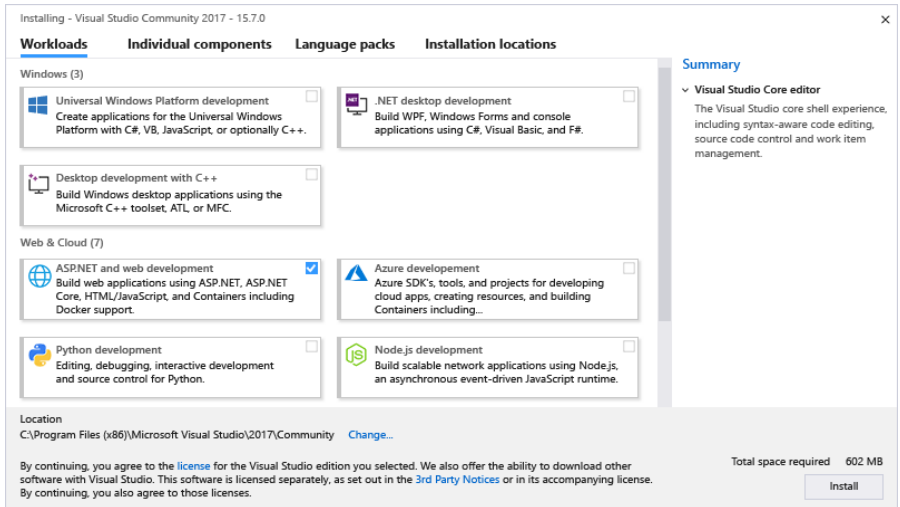 Installing - Visual Studio Community 2017 - 15.7.0
Workloads Individual components Language packs Installation locations
Windows (3)
Universal Windows Platform development
Create applications for the Universal Windows
Platform with C#, VB, JavaScript, or optionally C++.
.NET desktop development
Build WPF, Windows Forms and console
applications using C#, Visual Basic, and F#.
Desktop development with C++
Build Windows desktop applications using the
Microsoft C++ toolset, ATL, or MFC.
Web & Cloud (7)
ASP.NET and web development
Build web applications using ASP.NET, ASP.NET
Core, HTML/JavaScript, and Containers including
Docker support.
Azure developement
Azure SDK's, tools, and projects for developing
cloud apps, creating resources, and building
Containers including...
Python development
Editing, debugging, interactive development
and source control for Python.
Node.js development
Build scalable network applications using Node.js,
an asynchronous event-driven JavaScript runtime.
Summary
Visual Studio Core editor
The Visual Studio core shell experience,
including syntax-aware code editing,
source code control and work item
management.
Location
C:\Program Files (x86)\Microsoft Visual Studio\2017\Community Change...
By continuing, you agree to the license for the Visual Studio edition you selected. We also offer the ability to download other
software with Visual Studio. This software is licensed separately, as set out in the 3rd Party Notices or in its accompanying license.
By continuing, you also agree to those licenses.
Total space required 602 MB
Install